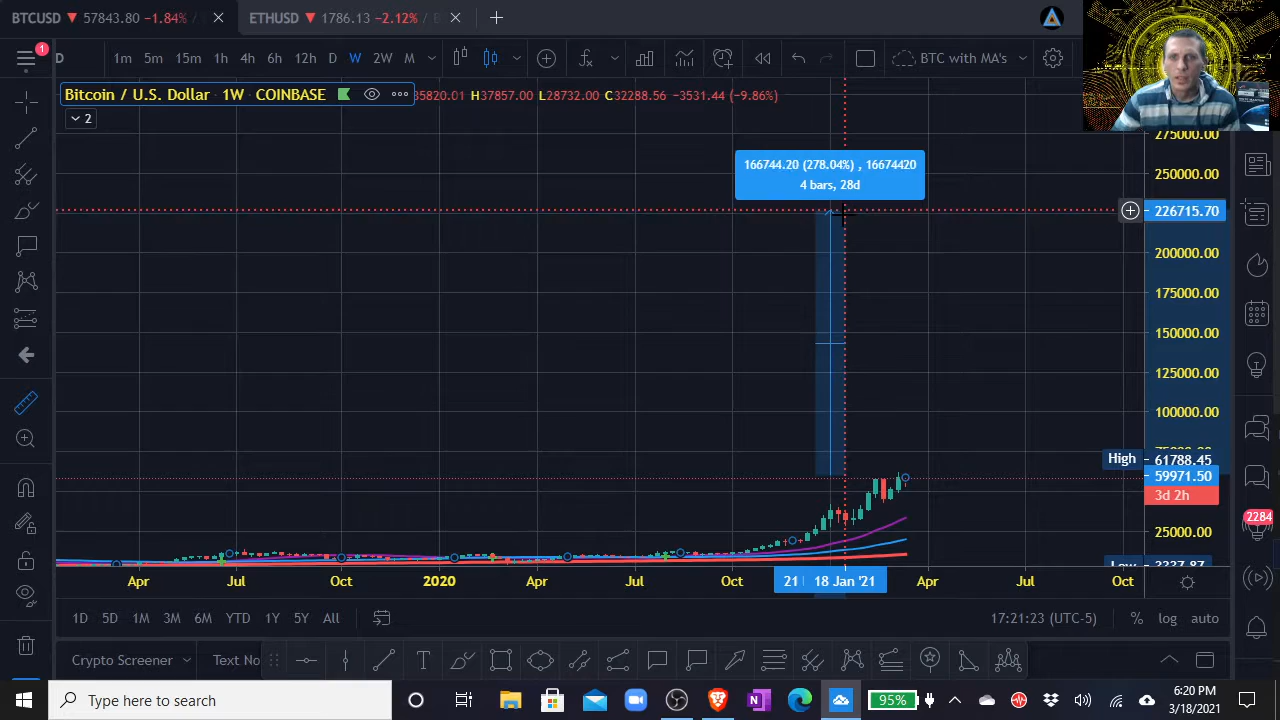 BTCUSD 57843.80 −1.84% / ETHUSD 1786.13 −2.12% / B
1
D 1m 5m 15m 1h 4h 6h 12h D W 2W M BTC with MA's
Bitcoin / U.S. Dollar · 1W · COINBASE 35820.01 H37857.00 L28732.00 C32288.56 −3531.44 (−9.86%)
2
275000.00
166744.20 (278.04%) , 16674420
4 bars, 28d
250000.00
226715.70
200000.00
175000.00
150000.00
125000.00
100000.00
High 61788.45
59971.50
3d 2h
2284
25000.00
Low 3337.87
Apr Jul Oct 2020 Apr Jul Oct 21 18 Jan '21 Apr Jul Oct
1D 5D 1M 3M 6M YTD 1Y 5Y All 17:21:23 (UTC-5) % log auto
Crypto Screener Text No T
Type here to search 95% 6:20 PM
3/18/2021